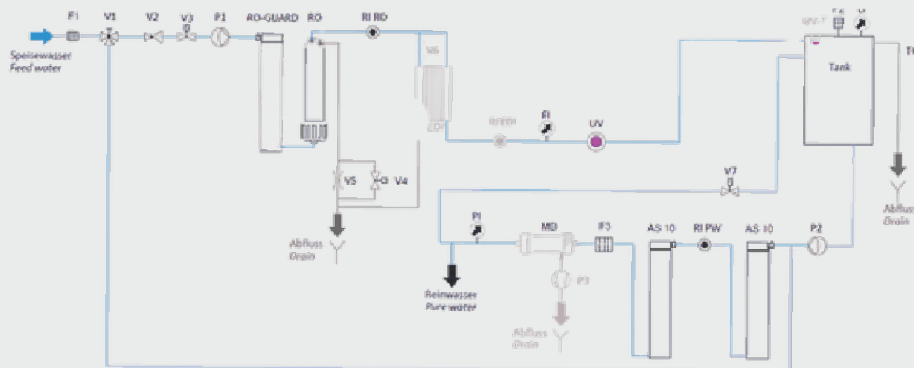 F1
V1
V2
V3
P1
RO-GUARD
RO
RI RO
V6
Speisewasser
Feed water
Tank
FI
UV
V5
V4
Abfluss
Drain
V7
Abfluss
Drain
PI
MD
F3
AS 10
RI PW
AS 10
P2
P3
Reinwasser
Pure water
Abfluss
Drain